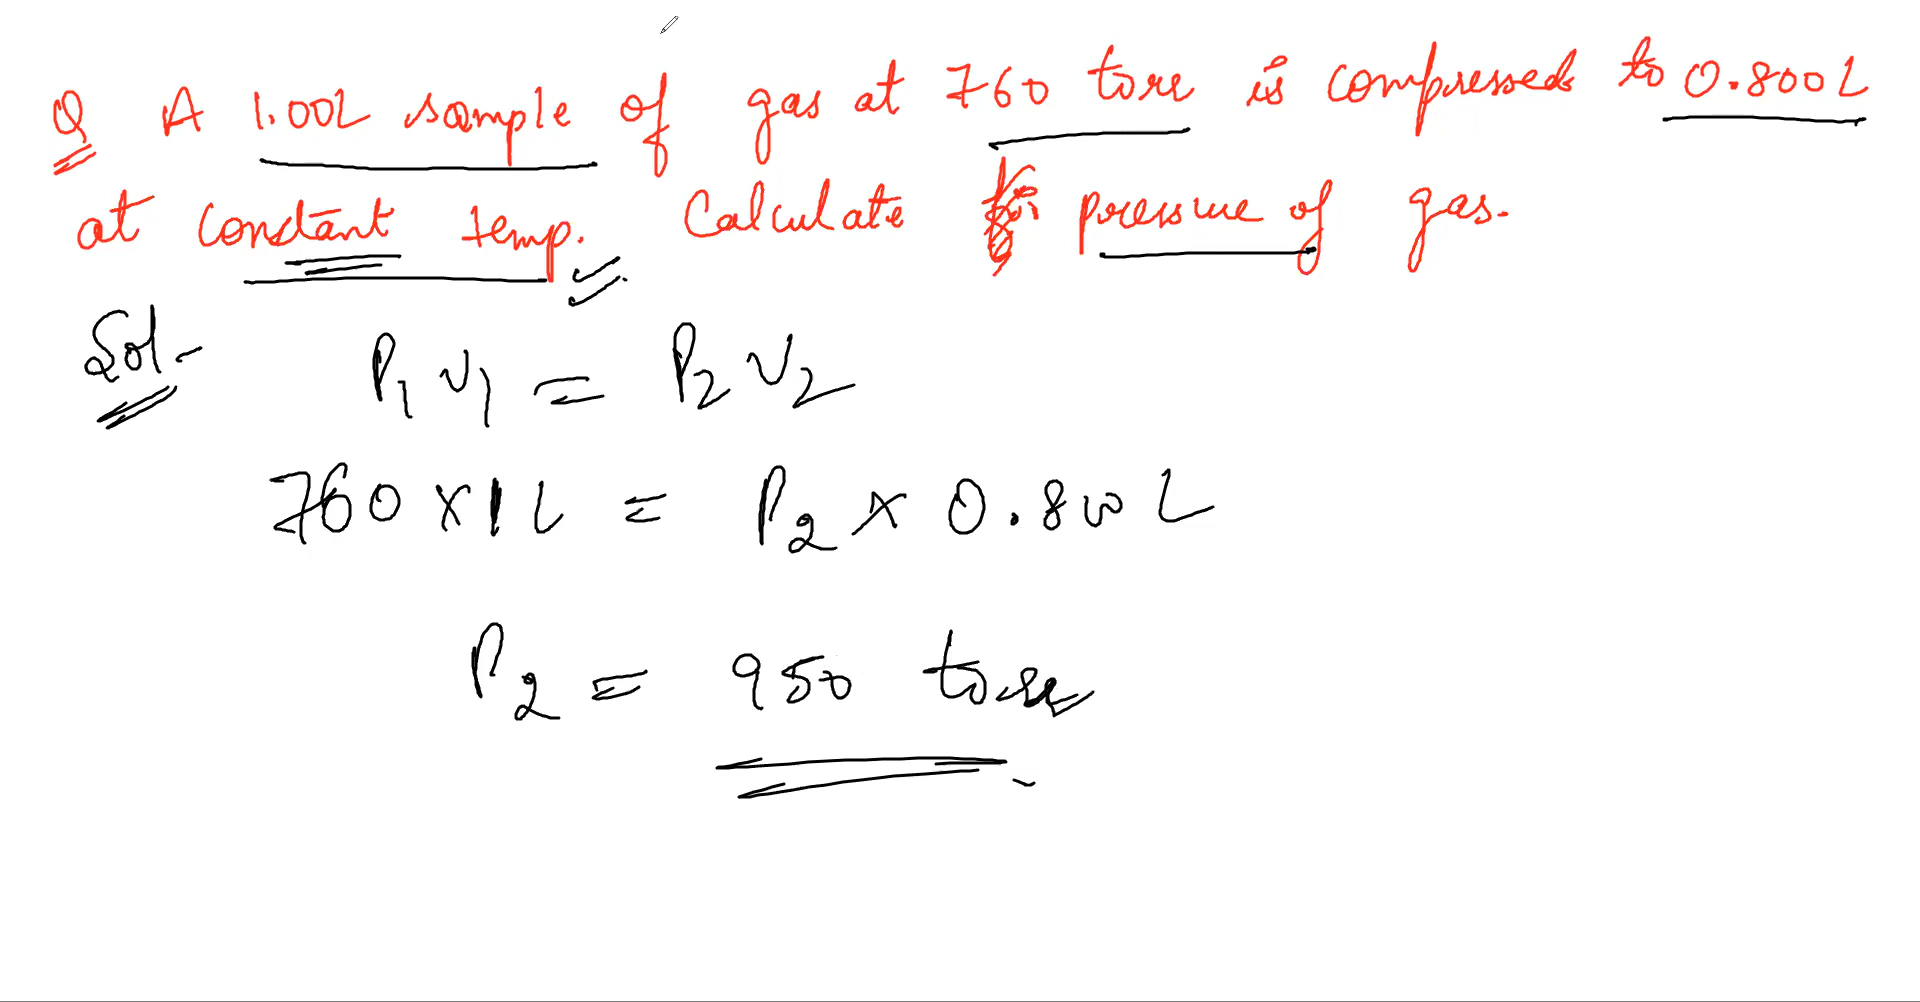 Q A 1.00L sample of gas at 760 torr is compressed to 0.800L
at constant temp. Calculate pressure of gas.
Sol-
P₁ V₁ = P₂ V₂
760 × 1 L = P₂ × 0.800 L
P₂ = 950 torr